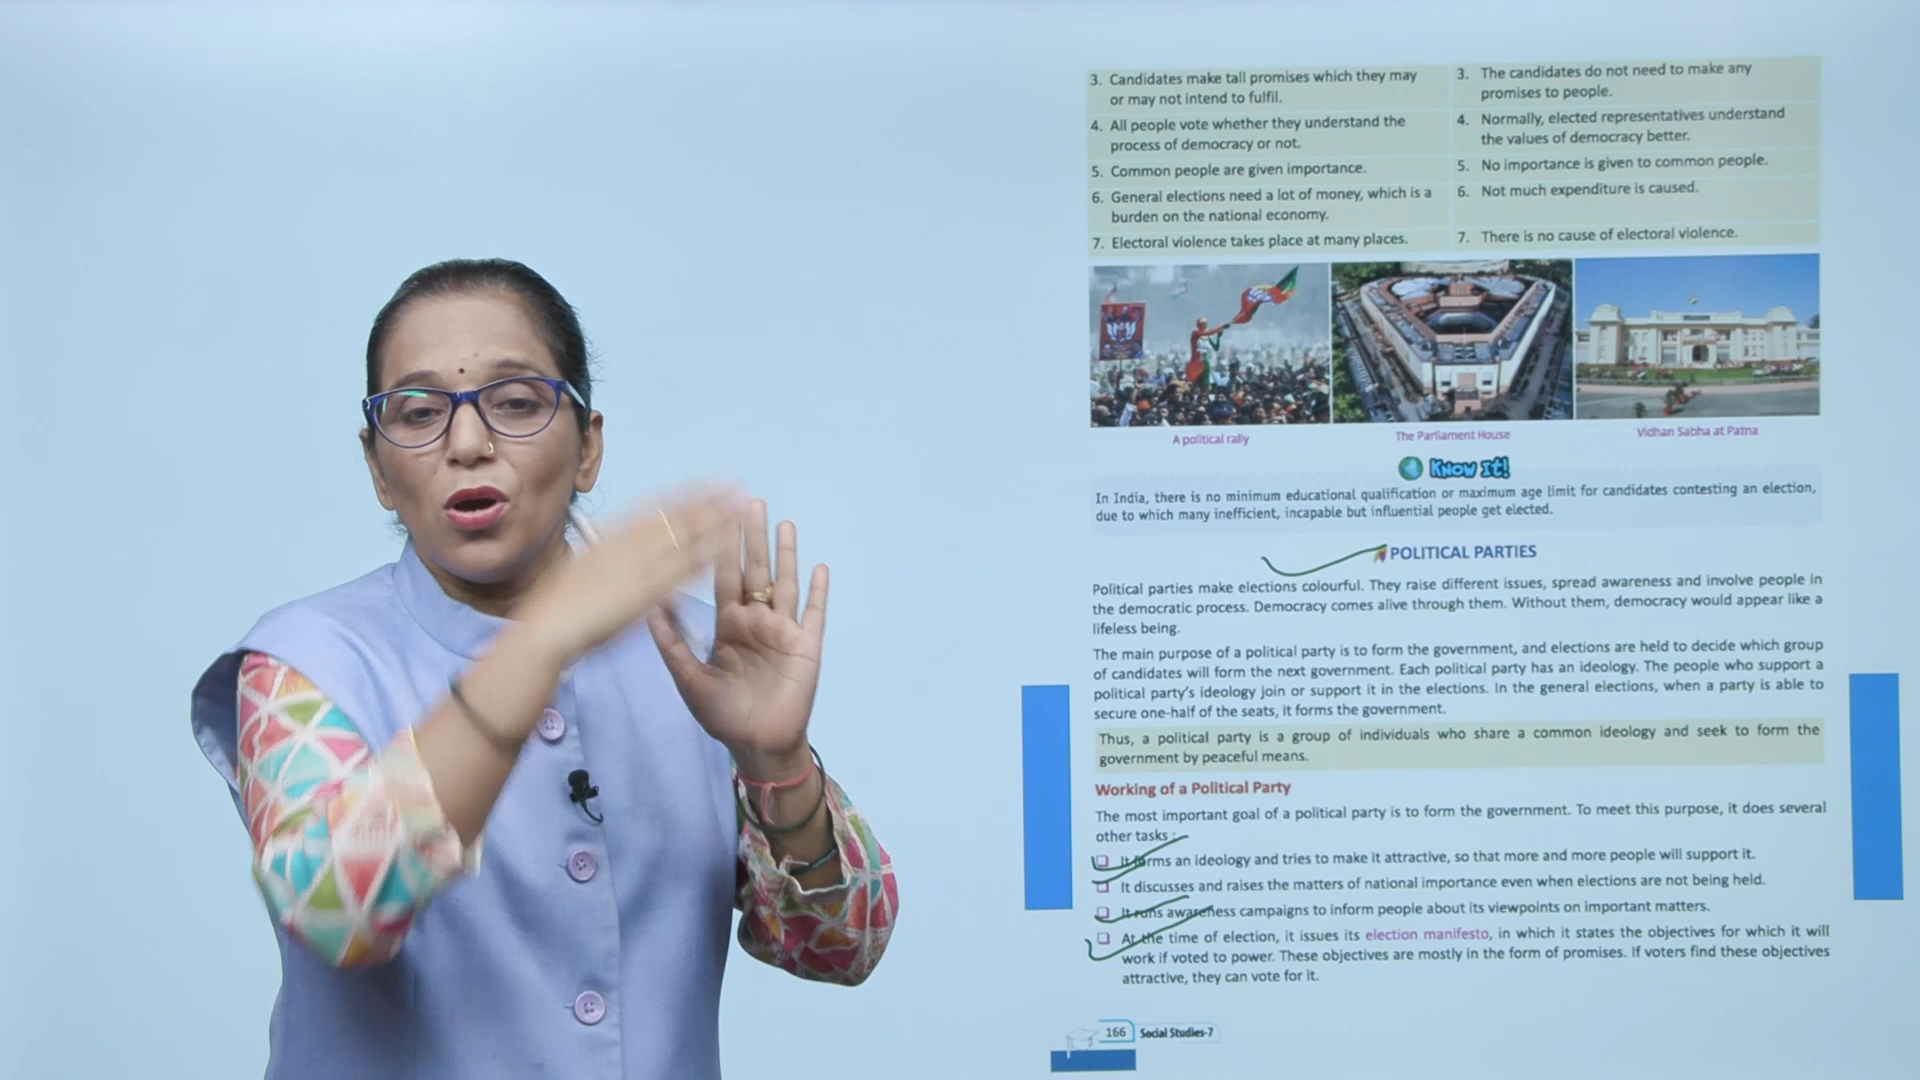 3. Candidates make tall promises which they may
or may not intend to fulfil.
4. All people vote whether they understand the
process of democracy or not.
5. Common people are given importance.
6. General elections need a lot of money, which is a
burden on the national economy.
7. Electoral violence takes place at many places.
3. The candidates do not need to make any
promises to people.
4. Normally, elected representatives understand
the values of democracy better.
5. No importance is given to common people.
6. Not much expenditure is caused.
7. There is no cause of electoral violence.
A political rally
The Parliament House
Vidhan Sabha at Patna
Know It!
In India, there is no minimum educational qualification or maximum age limit for candidates contesting an election,
due to which many inefficient, incapable but influential people get elected.
POLITICAL PARTIES
Political parties make elections colourful. They raise different issues, spread awareness and involve people in
the democratic process. Democracy comes alive through them. Without them, democracy would appear like a
lifeless being.
The main purpose of a political party is to form the government, and elections are held to decide which group
of candidates will form the next government. Each political party has an ideology. The people who support a
political party's ideology join or support it in the elections. In the general elections, when a party is able to
secure one-half of the seats, it forms the government.
Thus, a political party is a group of individuals who share a common ideology and seek to form the
government by peaceful means.
Working of a Political Party
The most important goal of a political party is to form the government. To meet this purpose, it does several
other tasks :
It forms an ideology and tries to make it attractive, so that more and more people will support it.
It discusses and raises the matters of national importance even when elections are not being held.
It runs awareness campaigns to inform people about its viewpoints on important matters.
At the time of election, it issues its election manifesto, in which it states the objectives for which it will
work if voted to power. These objectives are mostly in the form of promises. If voters find these objectives
attractive, they can vote for it.
166 Social Studies-7